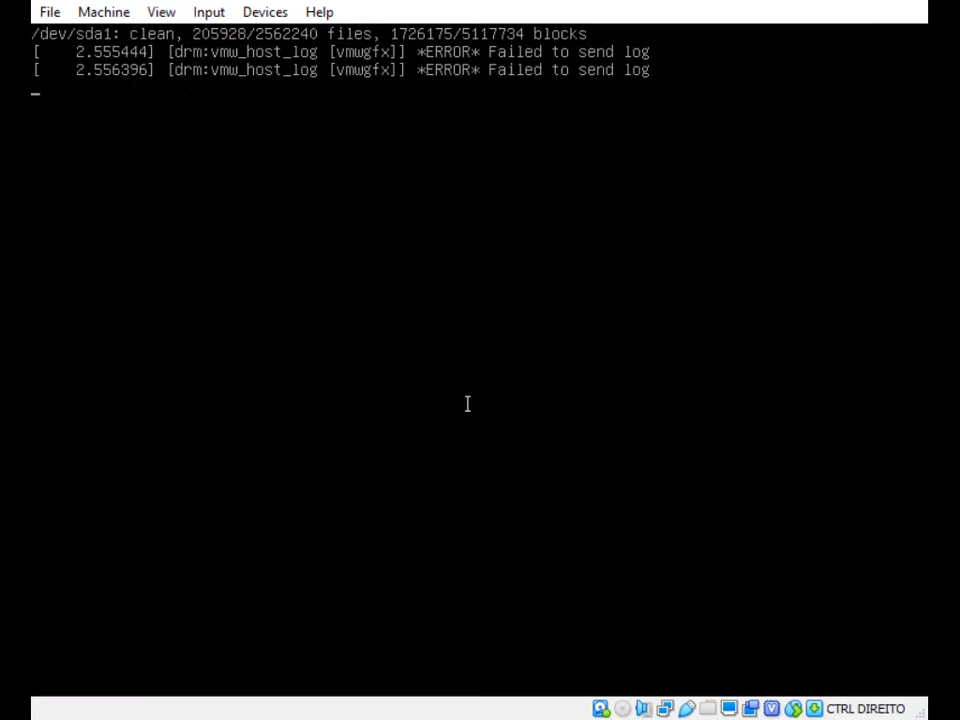 File Machine View Input Devices Help
/dev/sda1: clean, 205928/2562240 files, 1726175/5117734 blocks
[    2.555444] [drm:vmw_host_log [vmwgfx]] *ERROR* Failed to send log
[    2.556396] [drm:vmw_host_log [vmwgfx]] *ERROR* Failed to send log
CTRL DIREITO